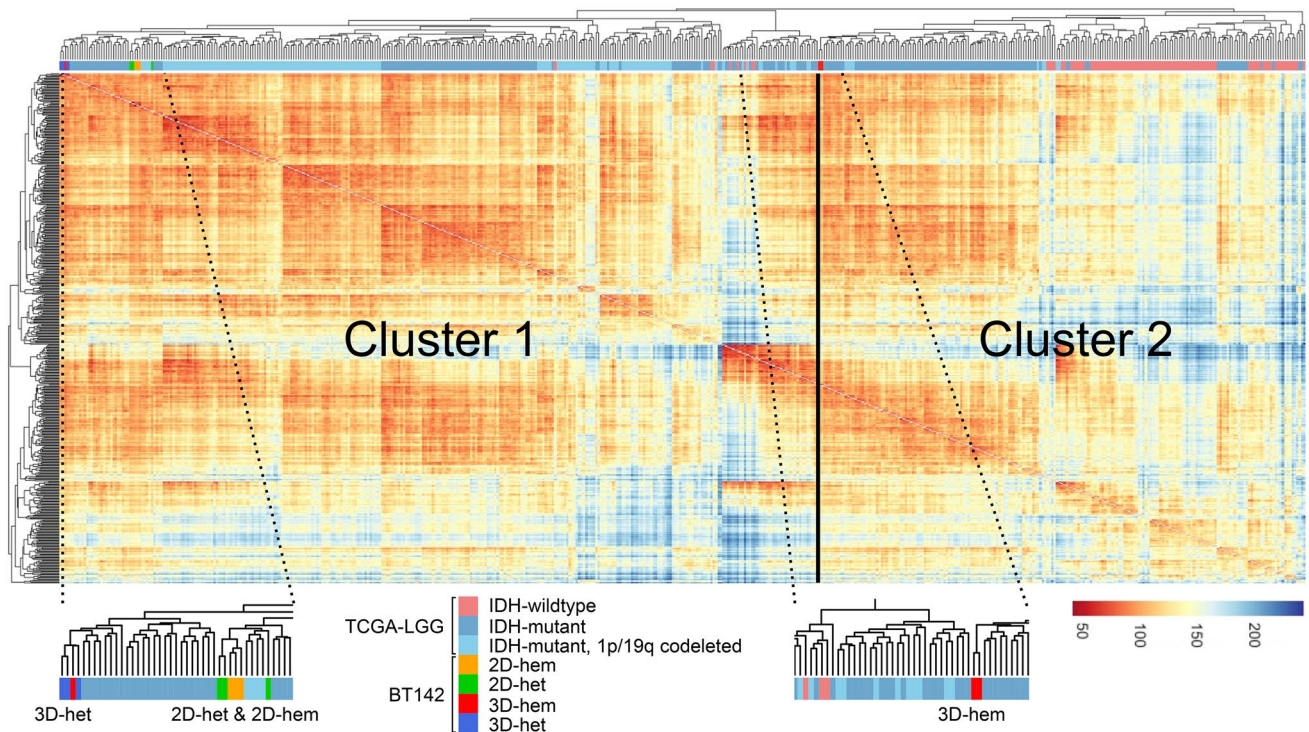 Cluster 1
Cluster 2
TCGA-LGG
IDH-wildtype
IDH-mutant
IDH-mutant, 1p/19q codeleted
BT142
2D-hem
2D-het
3D-hem
3D-het
50
100
150
200
3D-het
2D-het & 2D-hem
3D-hem